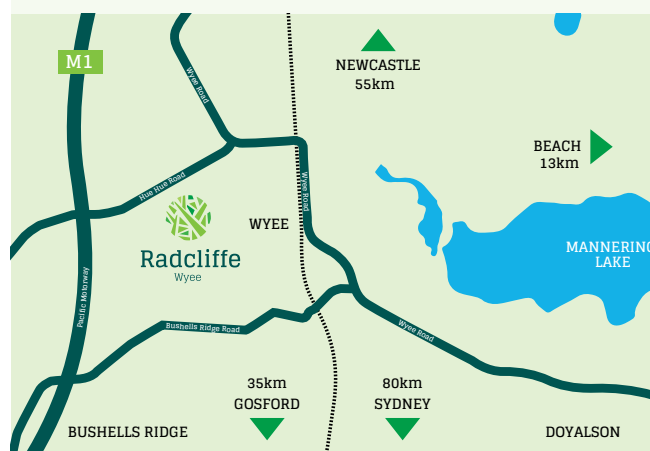 M1
NEWCASTLE
55km
Wyee Road
BEACH
13km
Hue Hue Road
Wyee Road
WYEE
Radcliffe
Wyee
MANNERING
LAKE
Pacific Motorway
Bushells Ridge Road
Wyee Road
35km
GOSFORD
80km
SYDNEY
BUSHELLS RIDGE
DOYALSON